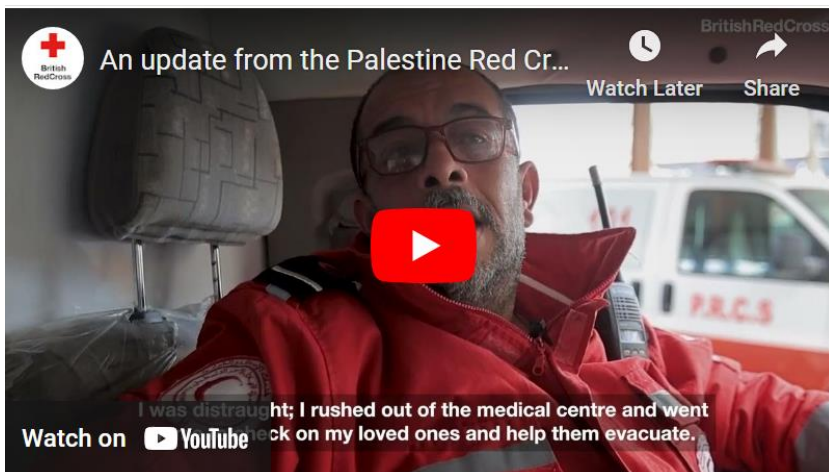 BritishRedCross
British
RedCross
An update from the Palestine Red Cr...
Watch Later
Share
P.R.C.S
I was distraught; I rushed out of the medical centre and went
check on my loved ones and help them evacuate.
Watch on YouTube